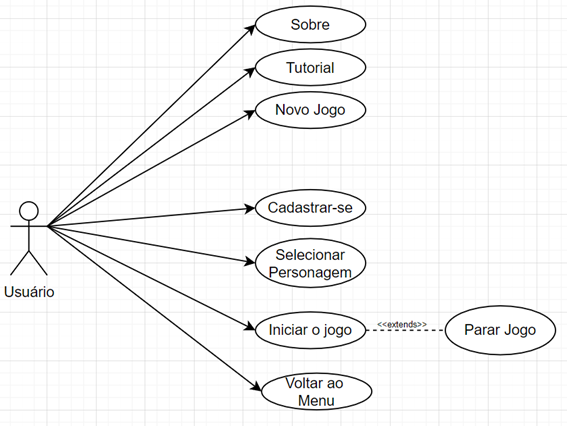 Sobre
Tutorial
Novo Jogo
Cadastrar-se
Selecionar
Personagem
Usuário
Iniciar o jogo
<<extends>>
Parar Jogo
Voltar ao
Menu